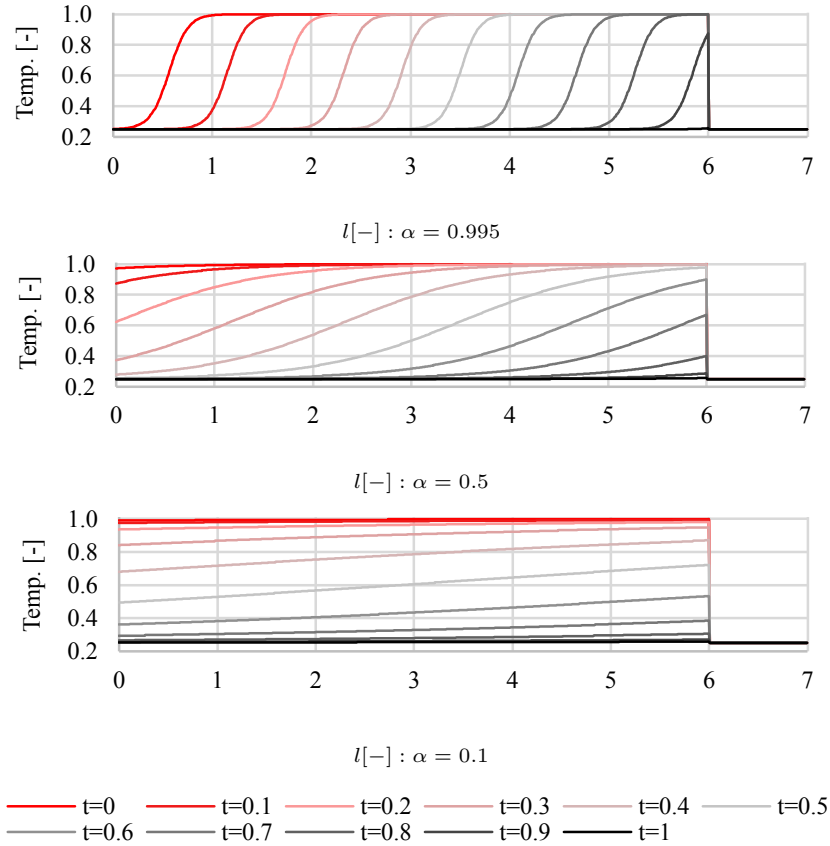 Temp. [-]
1.0
0.8
0.6
0.4
0.2
0 1 2 3 4 5 6 7
l[−] : α = 0.995
Temp. [-]
1.0
0.8
0.6
0.4
0.2
0 1 2 3 4 5 6 7
l[−] : α = 0.5
Temp. [-]
1.0
0.8
0.6
0.4
0.2
0 1 2 3 4 5 6 7
l[−] : α = 0.1
t=0 t=0.1 t=0.2 t=0.3 t=0.4 t=0.5
t=0.6 t=0.7 t=0.8 t=0.9 t=1